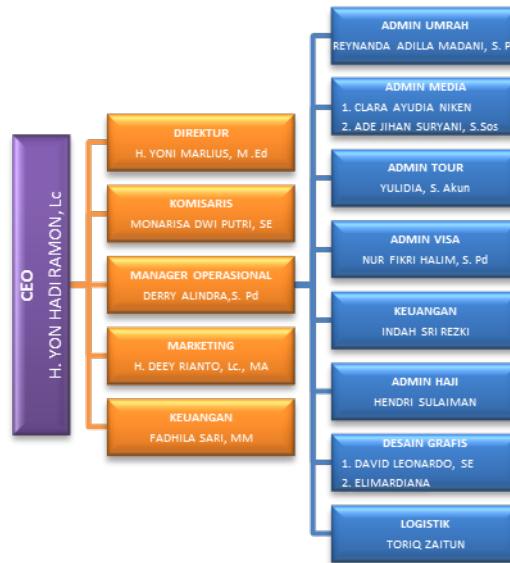 CEO
H. YON HADI RAMON, Lc
DIREKTUR
H. YONI MARLIUS, M .Ed
KOMISARIS
MONARISA DWI PUTRI, SE
MANAGER OPERASIONAL
DERRY ALINDRA,S. Pd
MARKETING
H. DEEY RIANTO, Lc., MA
KEUANGAN
FADHILA SARI, MM
ADMIN UMRAH
REYNANDA ADILLA MADANI, S. P
ADMIN MEDIA
1. CLARA AYUDIA NIKEN
2. ADE JIHAN SURYANI, S.Sos
ADMIN TOUR
YULIDIA, S. Akun
ADMIN VISA
NUR FIKRI HALIM, S. Pd
KEUANGAN
INDAH SRI REZKI
ADMIN HAJI
HENDRI SULAIMAN
DESAIN GRAFIS
1. DAVID LEONARDO, SE
2. ELIMARDIANA
LOGISTIK
TORIQ ZAITUN